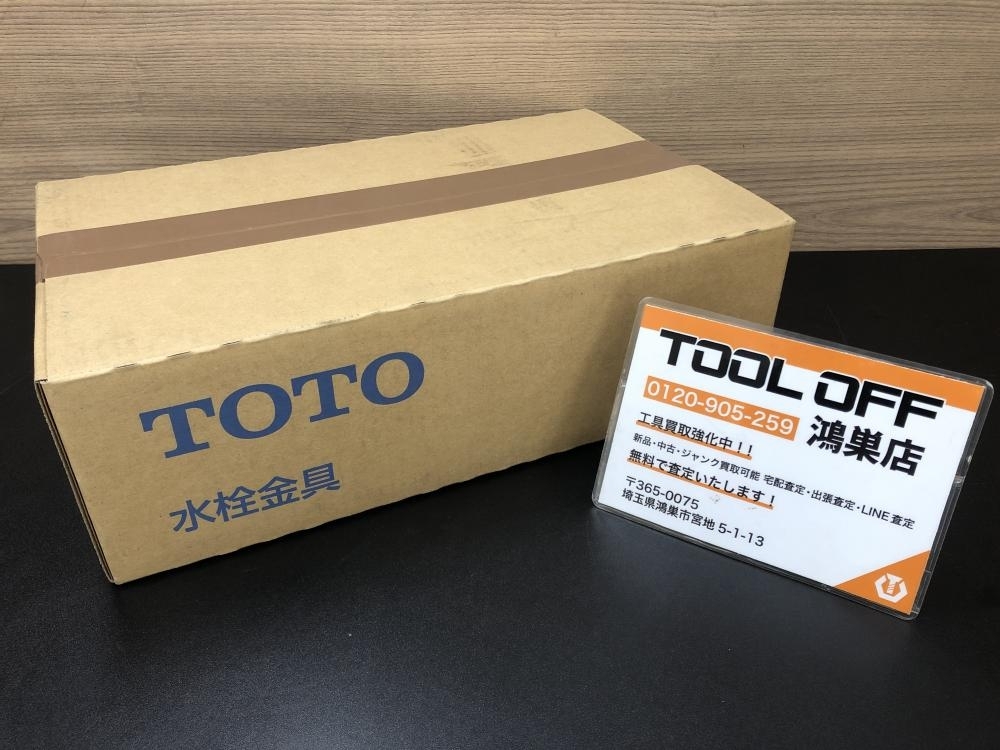 TOTO
水栓金具
TOOL OFF
0120-905-259 鴻巣店
工具買取強化中!!
新品・中古・ジャンク買取可能 宅配査定・出張査定・LINE査定
無料で査定いたします!
〒365-0075
埼玉県鴻巣市宮地 5-1-13